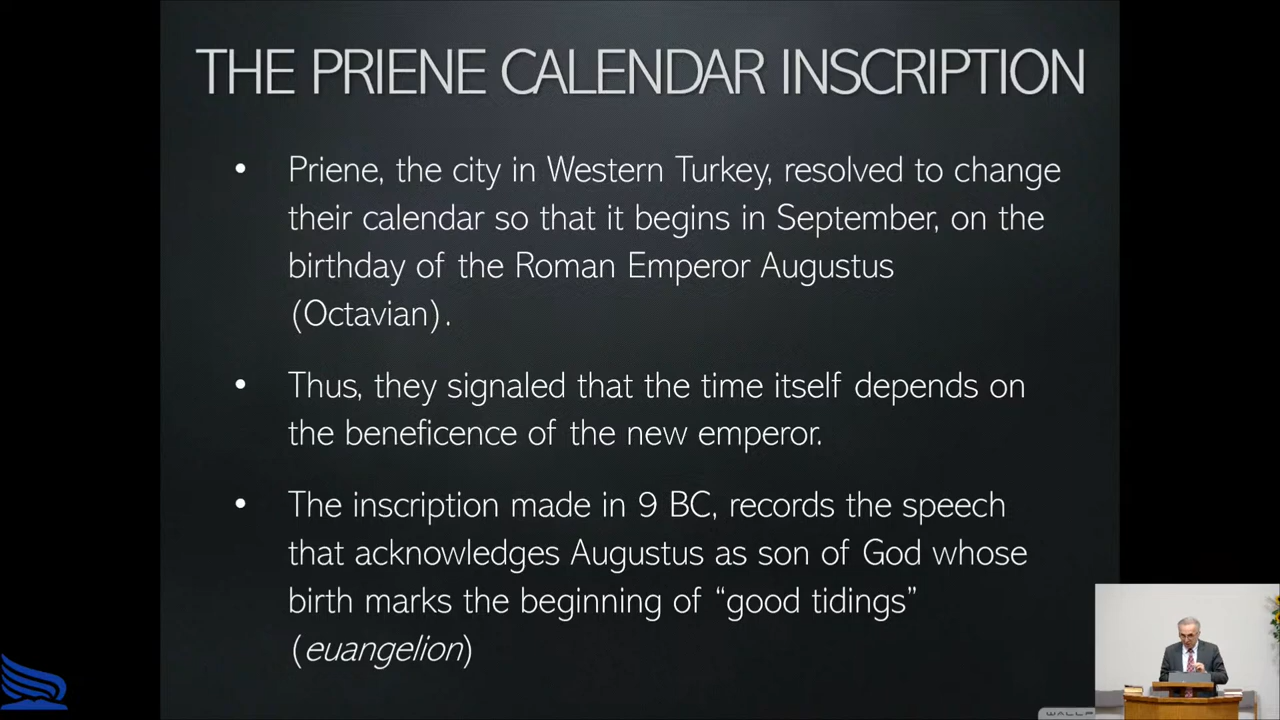 THE PRIENE CALENDAR INSCRIPTION
• Priene, the city in Western Turkey, resolved to change
their calendar so that it begins in September, on the
birthday of the Roman Emperor Augustus
(Octavian).
• Thus, they signaled that the time itself depends on
the beneficence of the new emperor.
• The inscription made in 9 BC, records the speech
that acknowledges Augustus as son of God whose
birth marks the beginning of “good tidings”
(euangelion)